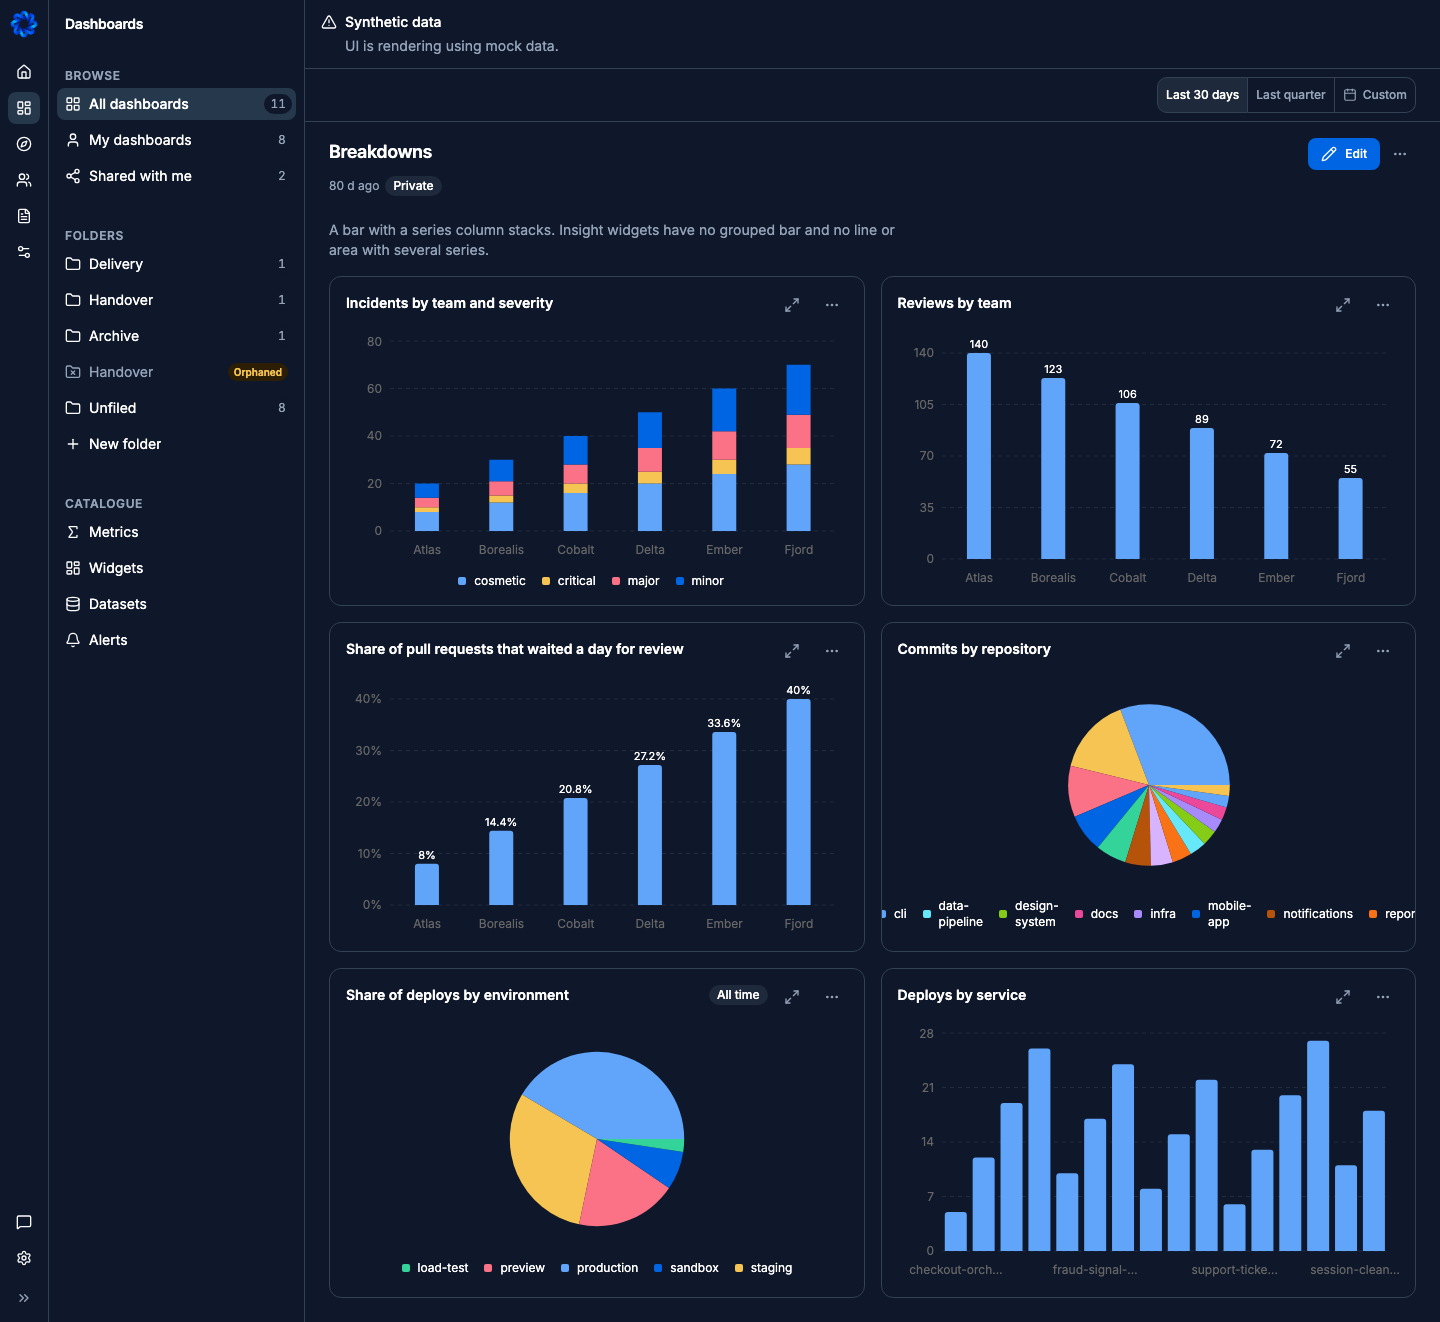 Dashboards
BROWSE
All dashboards 11
My dashboards 8
Shared with me 2
FOLDERS
Delivery 1
Handover 1
Archive 1
Handover Orphaned
Unfiled 8
New folder
CATALOGUE
Metrics
Widgets
Datasets
Alerts
Synthetic data
UI is rendering using mock data.
Last 30 days Last quarter Custom
Breakdowns
Edit
80 d ago Private
A bar with a series column stacks. Insight widgets have no grouped bar and no line or
area with several series.
Incidents by team and severity
80
60
40
20
0
Atlas Borealis Cobalt Delta Ember Fjord
cosmetic critical major minor
Reviews by team
140
105
70
35
0
140
123
106
89
72
55
Atlas Borealis Cobalt Delta Ember Fjord
Share of pull requests that waited a day for review
40%
30%
20%
10%
0%
8%
14.4%
20.8%
27.2%
33.6%
40%
Atlas Borealis Cobalt Delta Ember Fjord
Commits by repository
cli
data-
pipeline
design-
system
docs
infra
mobile-
app
notifications
repor
Share of deploys by environment
All time
load-test preview production sandbox staging
Deploys by service
28
21
14
7
0
checkout-orch... fraud-signal-... support-ticke... session-clean...